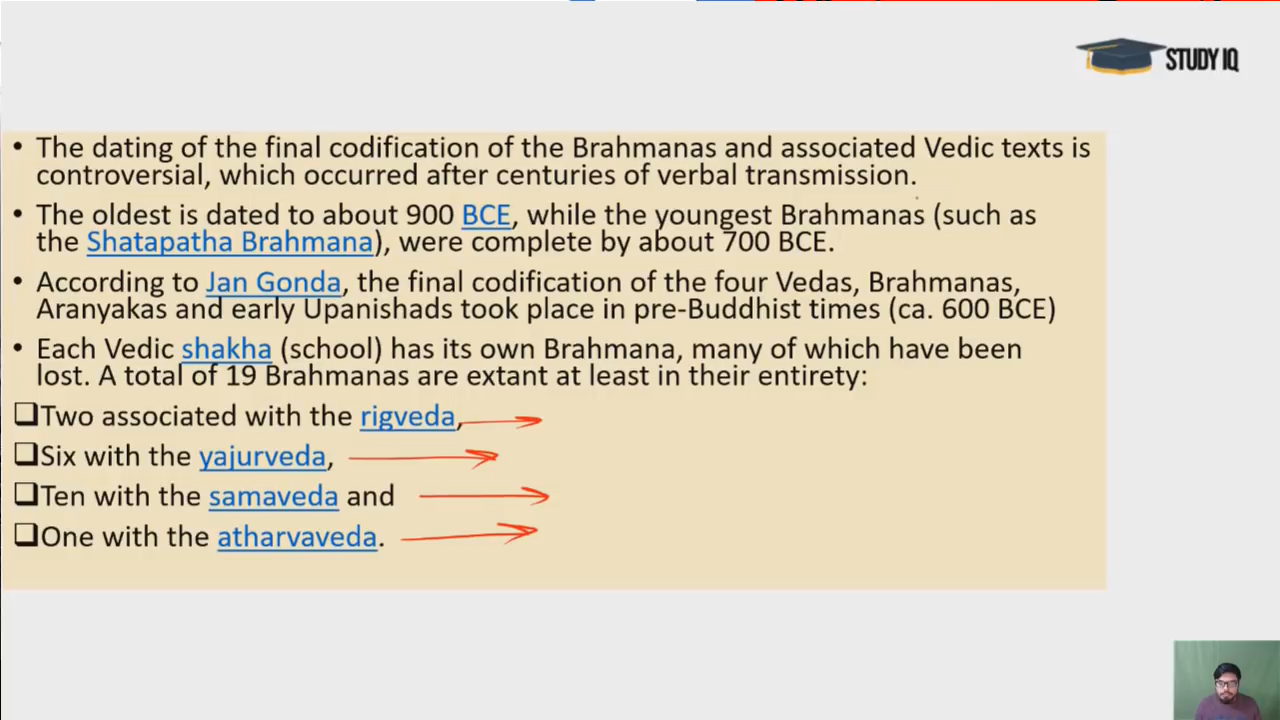 STUDY IQ
• The dating of the final codification of the Brahmanas and associated Vedic texts is
controversial, which occurred after centuries of verbal transmission.
• The oldest is dated to about 900 BCE, while the youngest Brahmanas (such as
the Shatapatha Brahmana), were complete by about 700 BCE.
• According to Jan Gonda, the final codification of the four Vedas, Brahmanas,
Aranyakas and early Upanishads took place in pre-Buddhist times (ca. 600 BCE)
• Each Vedic shakha (school) has its own Brahmana, many of which have been
lost. A total of 19 Brahmanas are extant at least in their entirety:
❑Two associated with the rigveda,
❑Six with the yajurveda,
❑Ten with the samaveda and
❑One with the atharvaveda.